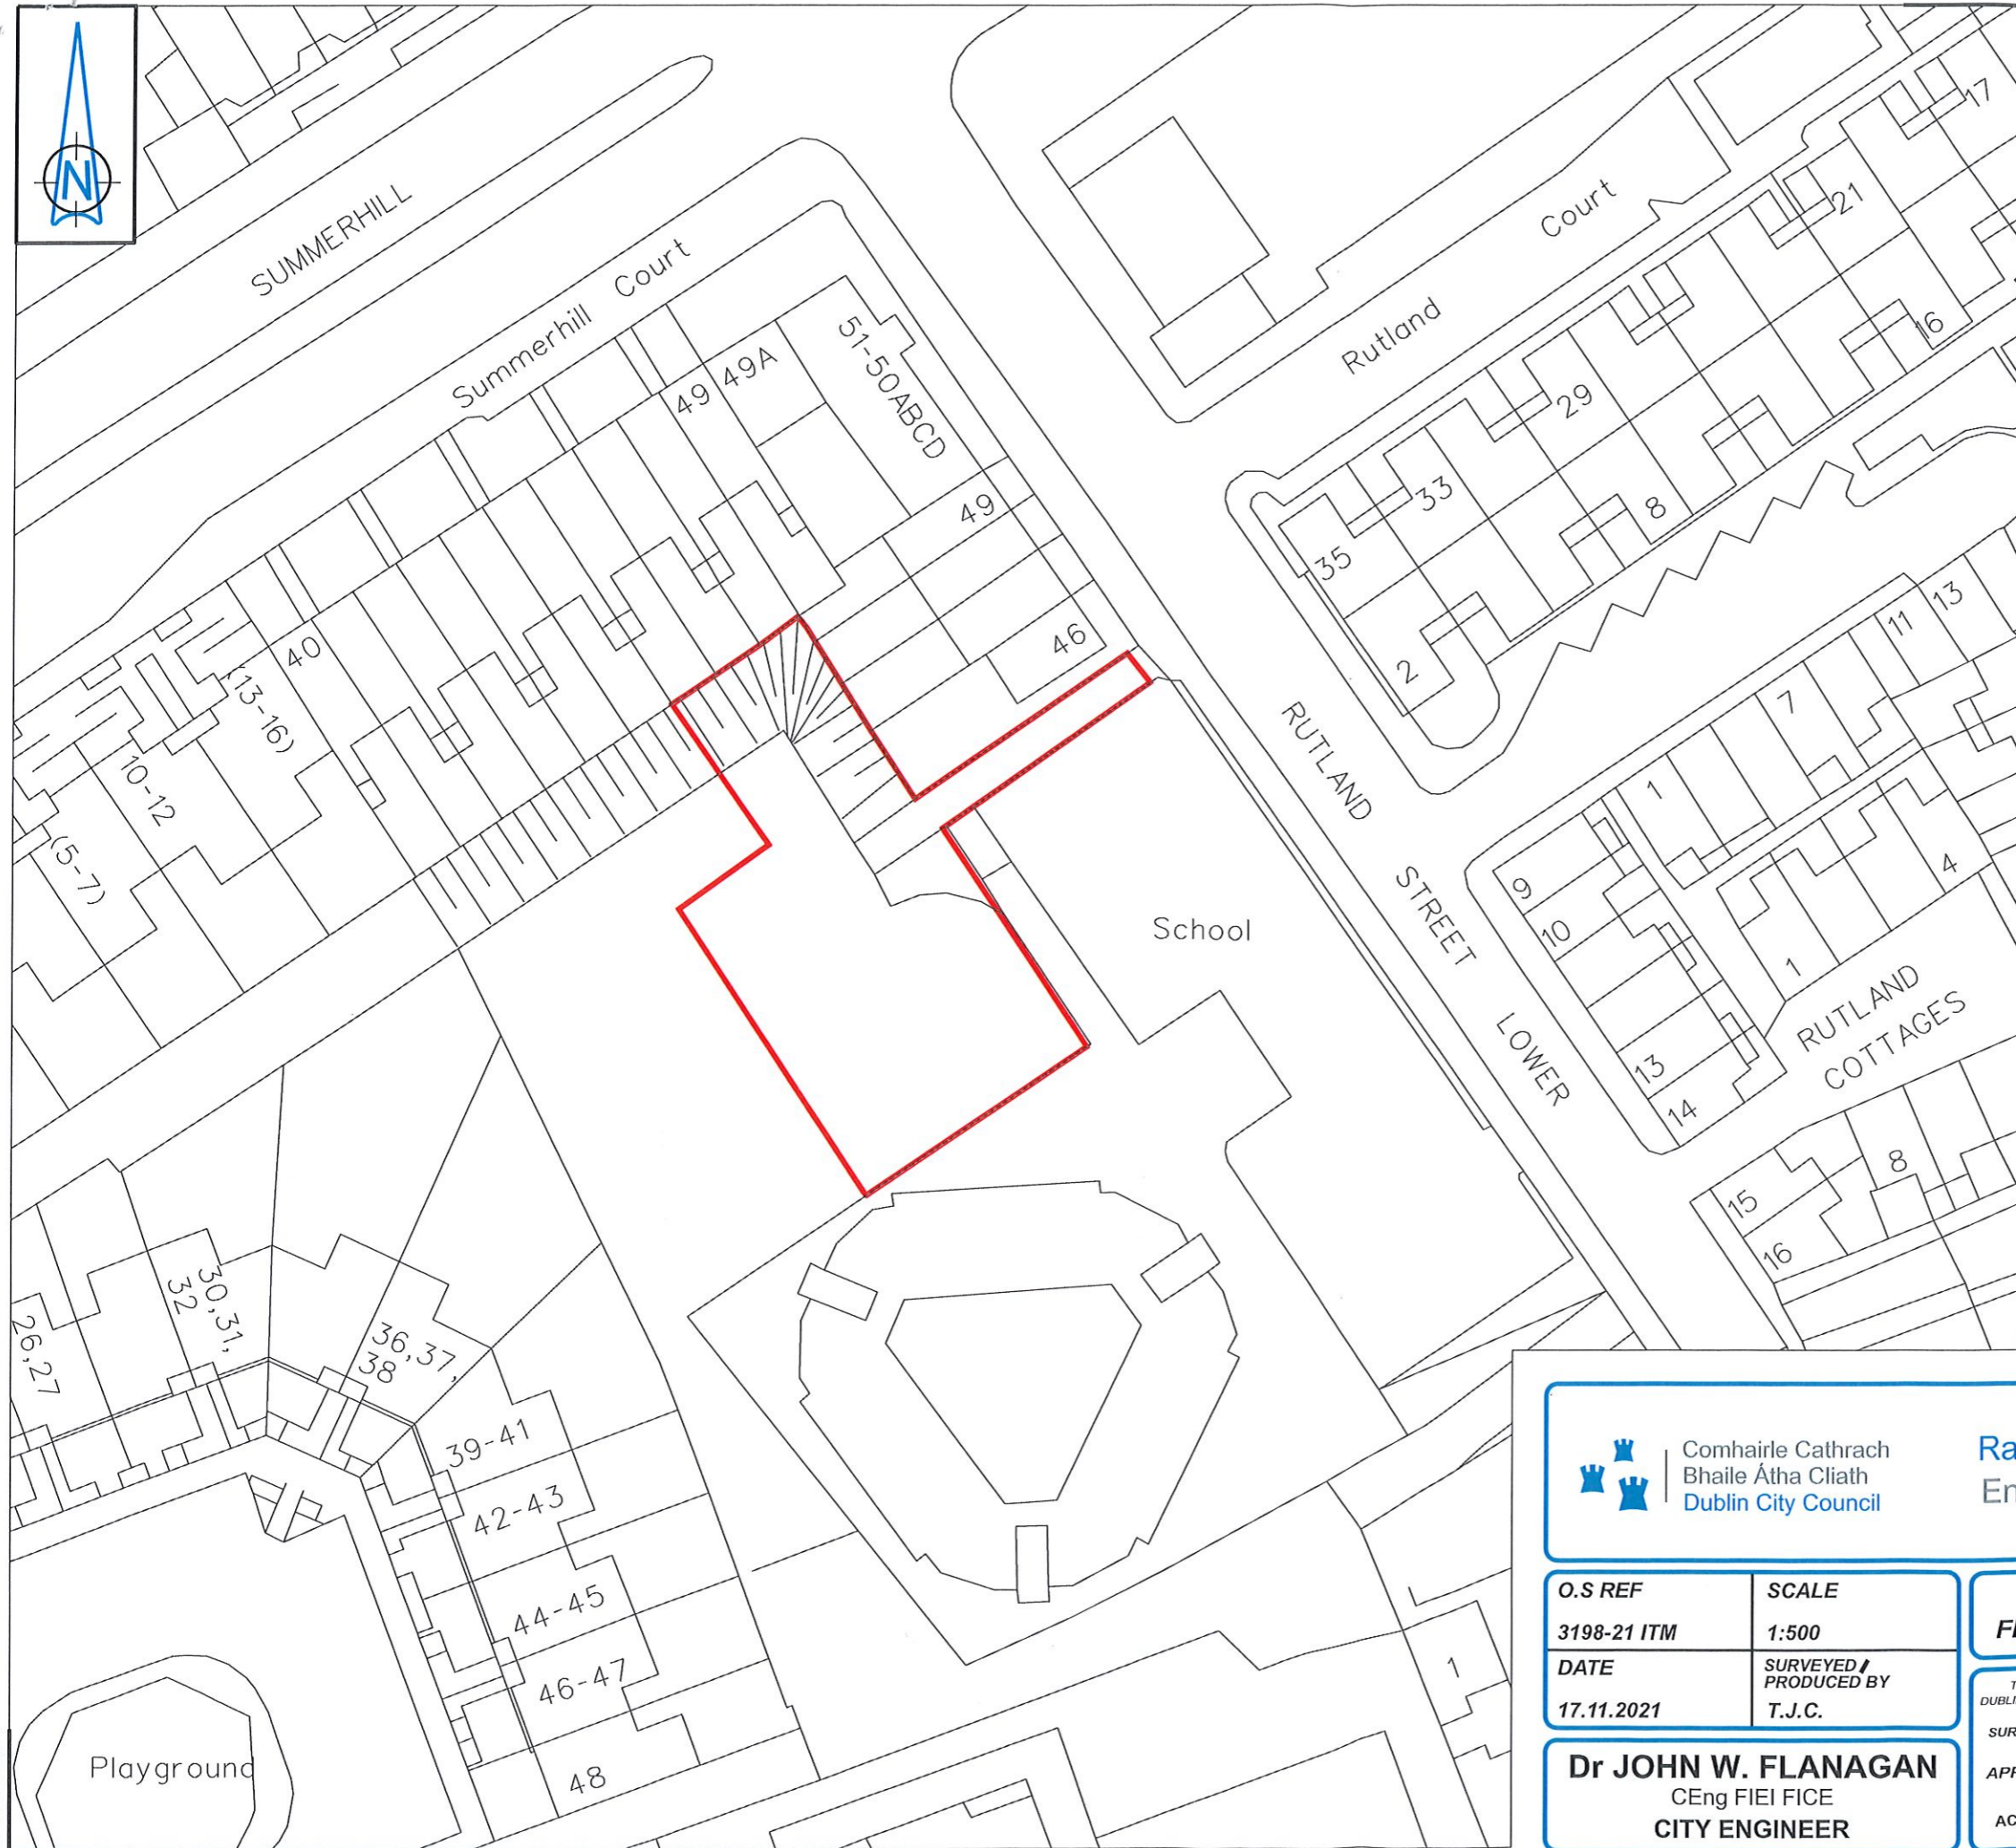 N
SUMMERHILL
Summerhill Court
Rutland Court
17
21
16
29
33
8
35
2
49
49A
51-50ABCD
49
46
40
(13-16)
10-12
(5-7)
School
RUTLAND STREET LOWER
1
7
11
13
9
10
13
14
4
1
RUTLAND
COTTAGES
15
16
8
26,27
30,31,
32
36,37,
38
39-41
42-43
44-45
46-47
48
Playground
1
Comhairle Cathrach
Bhaile Átha Cliath
Dublin City Council
O.S REF
3198-21 ITM
SCALE
1:500
DATE
17.11.2021
SURVEYED /
PRODUCED BY
T.J.C.
Dr JOHN W. FLANAGAN
CEng FIEI FICE
CITY ENGINEER